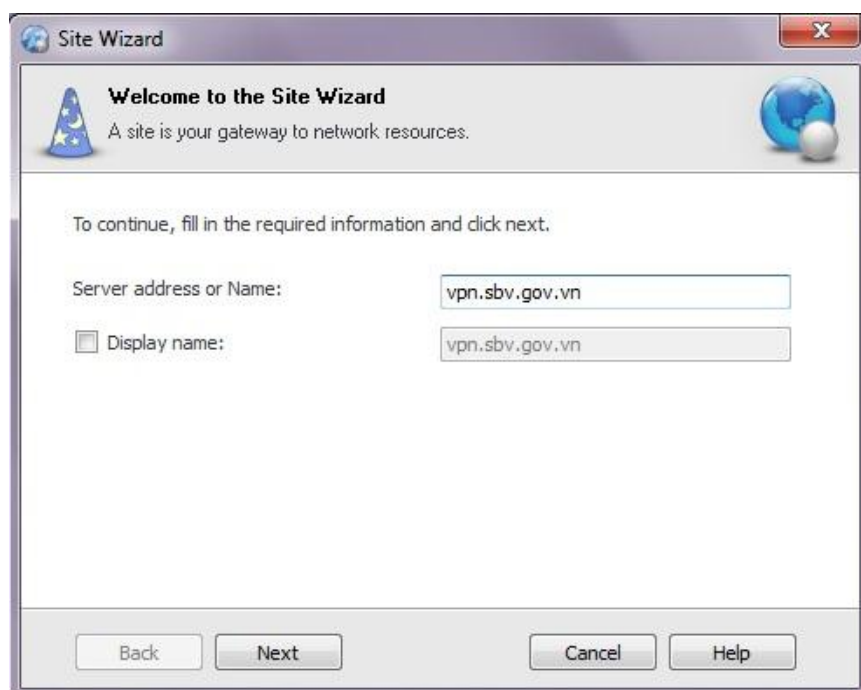 Site Wizard
Welcome to the Site Wizard
A site is your gateway to network resources.
To continue, fill in the required information and click next.
Server address or Name: vpn.sbv.gov.vn
Display name: vpn.sbv.gov.vn
Back Next Cancel Help